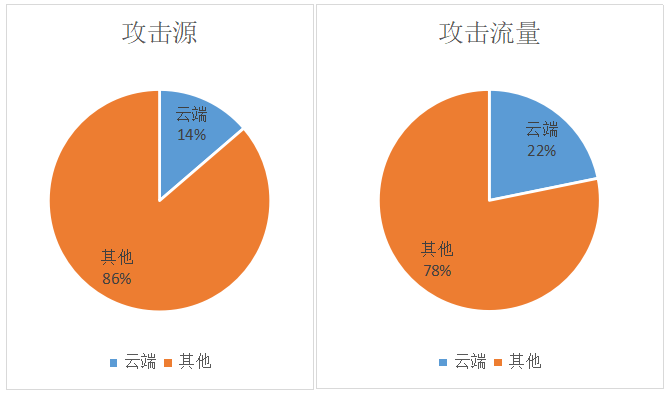 攻击源
云端
14%
其他
86%
云端 其他
攻击流量
云端
22%
其他
78%
云端 其他